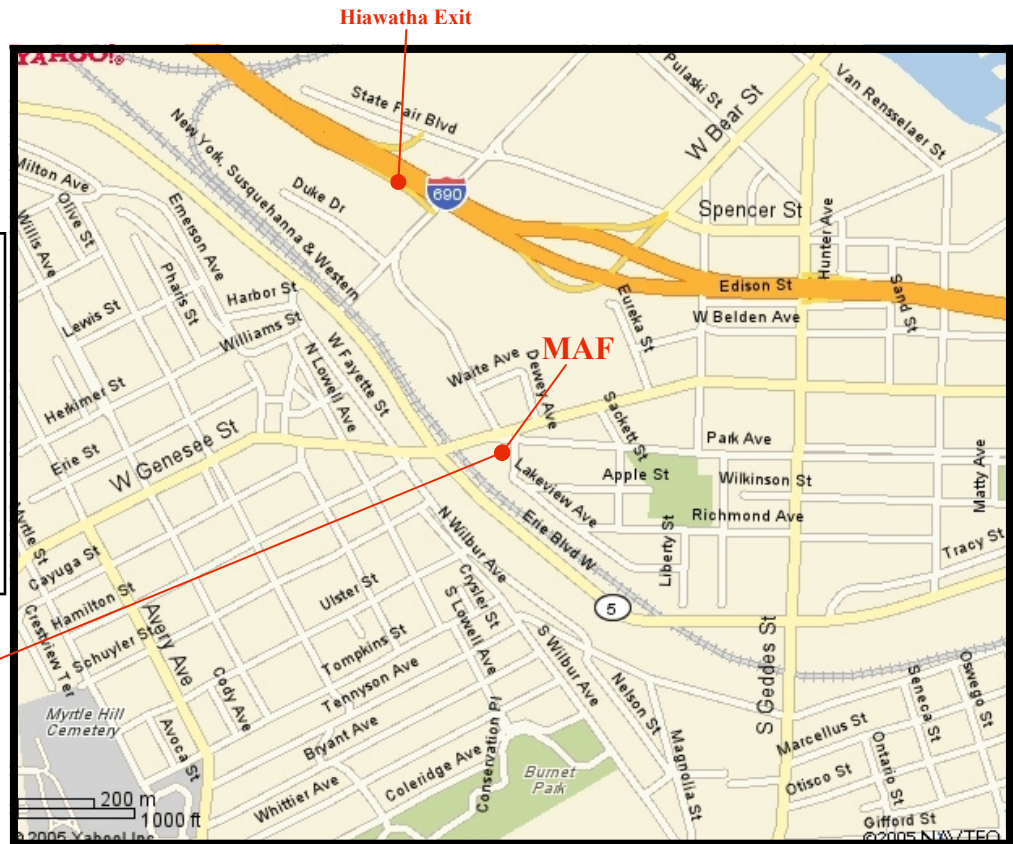 Hiawatha Exit
YAHOO!®
Pulaski St
Van Rensselaer St
State Fair Blvd
W Bear St
New York, Susquehanna & Western
Milton Ave
Olive St
Willis Ave
Emerson Ave
Duke Dr
690
Spencer St
Hunter Ave
Pharis St
Harbor St
Edison St
Sand St
Lewis St
Williams St
Eureka St
W Belden Ave
N Lowell Ave
W Fayette St
MAF
Waite Ave
Dewey Ave
Herkimer St
Sackett St
W Genesee St
Park Ave
Erie St
Lakeview Ave
Apple St
Wilkinson St
Matty Ave
Myrtle St
N Wilbur Ave
Erie Blvd W
Richmond Ave
Liberty St
Tracy St
Cayuga St
Hamilton St
Crestview Ter
Schuyler St
Avery Ave
Ulster St
Crysler St
S Lowell Ave
5
Tompkins St
S Wilbur Ave
S Geddes St
Tennyson Ave
Cody Ave
Nelson St
Seneca St
Oswego St
Myrtle Hill
Cemetery
Avoca St
Bryant Ave
Conservation Pl
Magnolia St
Marcellus St
Ontario St
Coleridge Ave
Whittier Ave
Burnet
Park
Otisco St
Gifford St
200 m
1000 ft
©2005 Yahoo! Inc
©2005 NAVTEQ